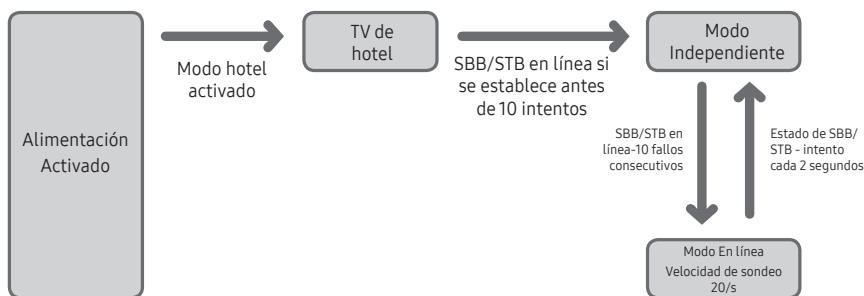 Alimentación
Activado
Modo hotel
activado
TV de
hotel
SBB/STB en línea si
se establece antes
de 10 intentos
Modo
Independiente
SBB/STB en
línea-10 fallos
consecutivos
Estado de SBB/
STB - intento
cada 2 segundos
Modo En línea
Velocidad de sondeo
20/s